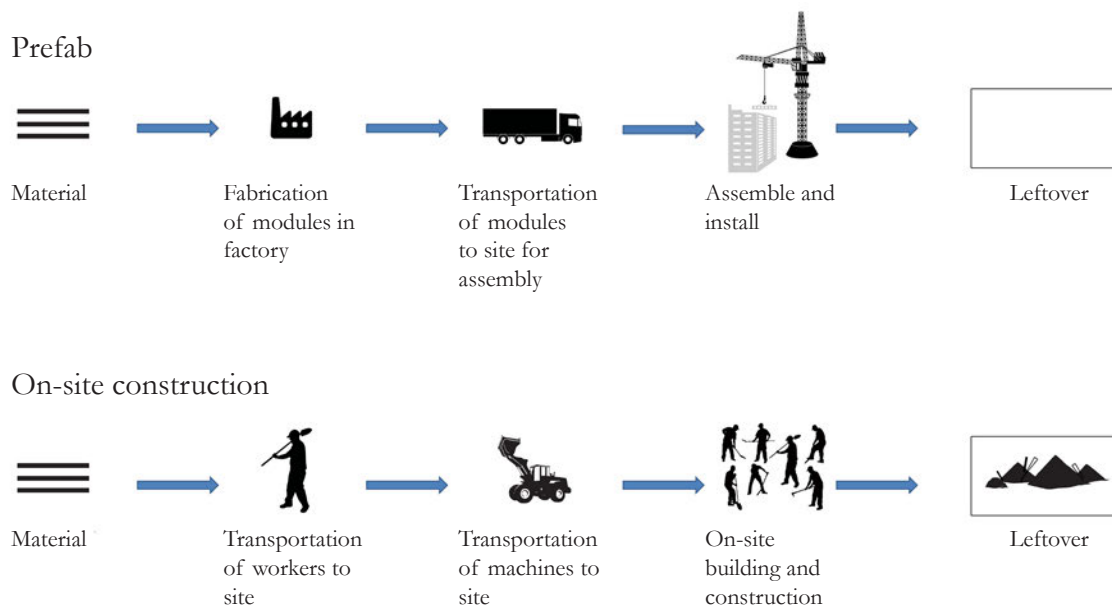 Prefab
Material
Fabrication
of modules in
factory
Transportation
of modules
to site for
assembly
Assemble and
install
Leftover
On-site construction
Material
Transportation
of workers to
site
Transportation
of machines to
site
On-site
building and
construction
Leftover